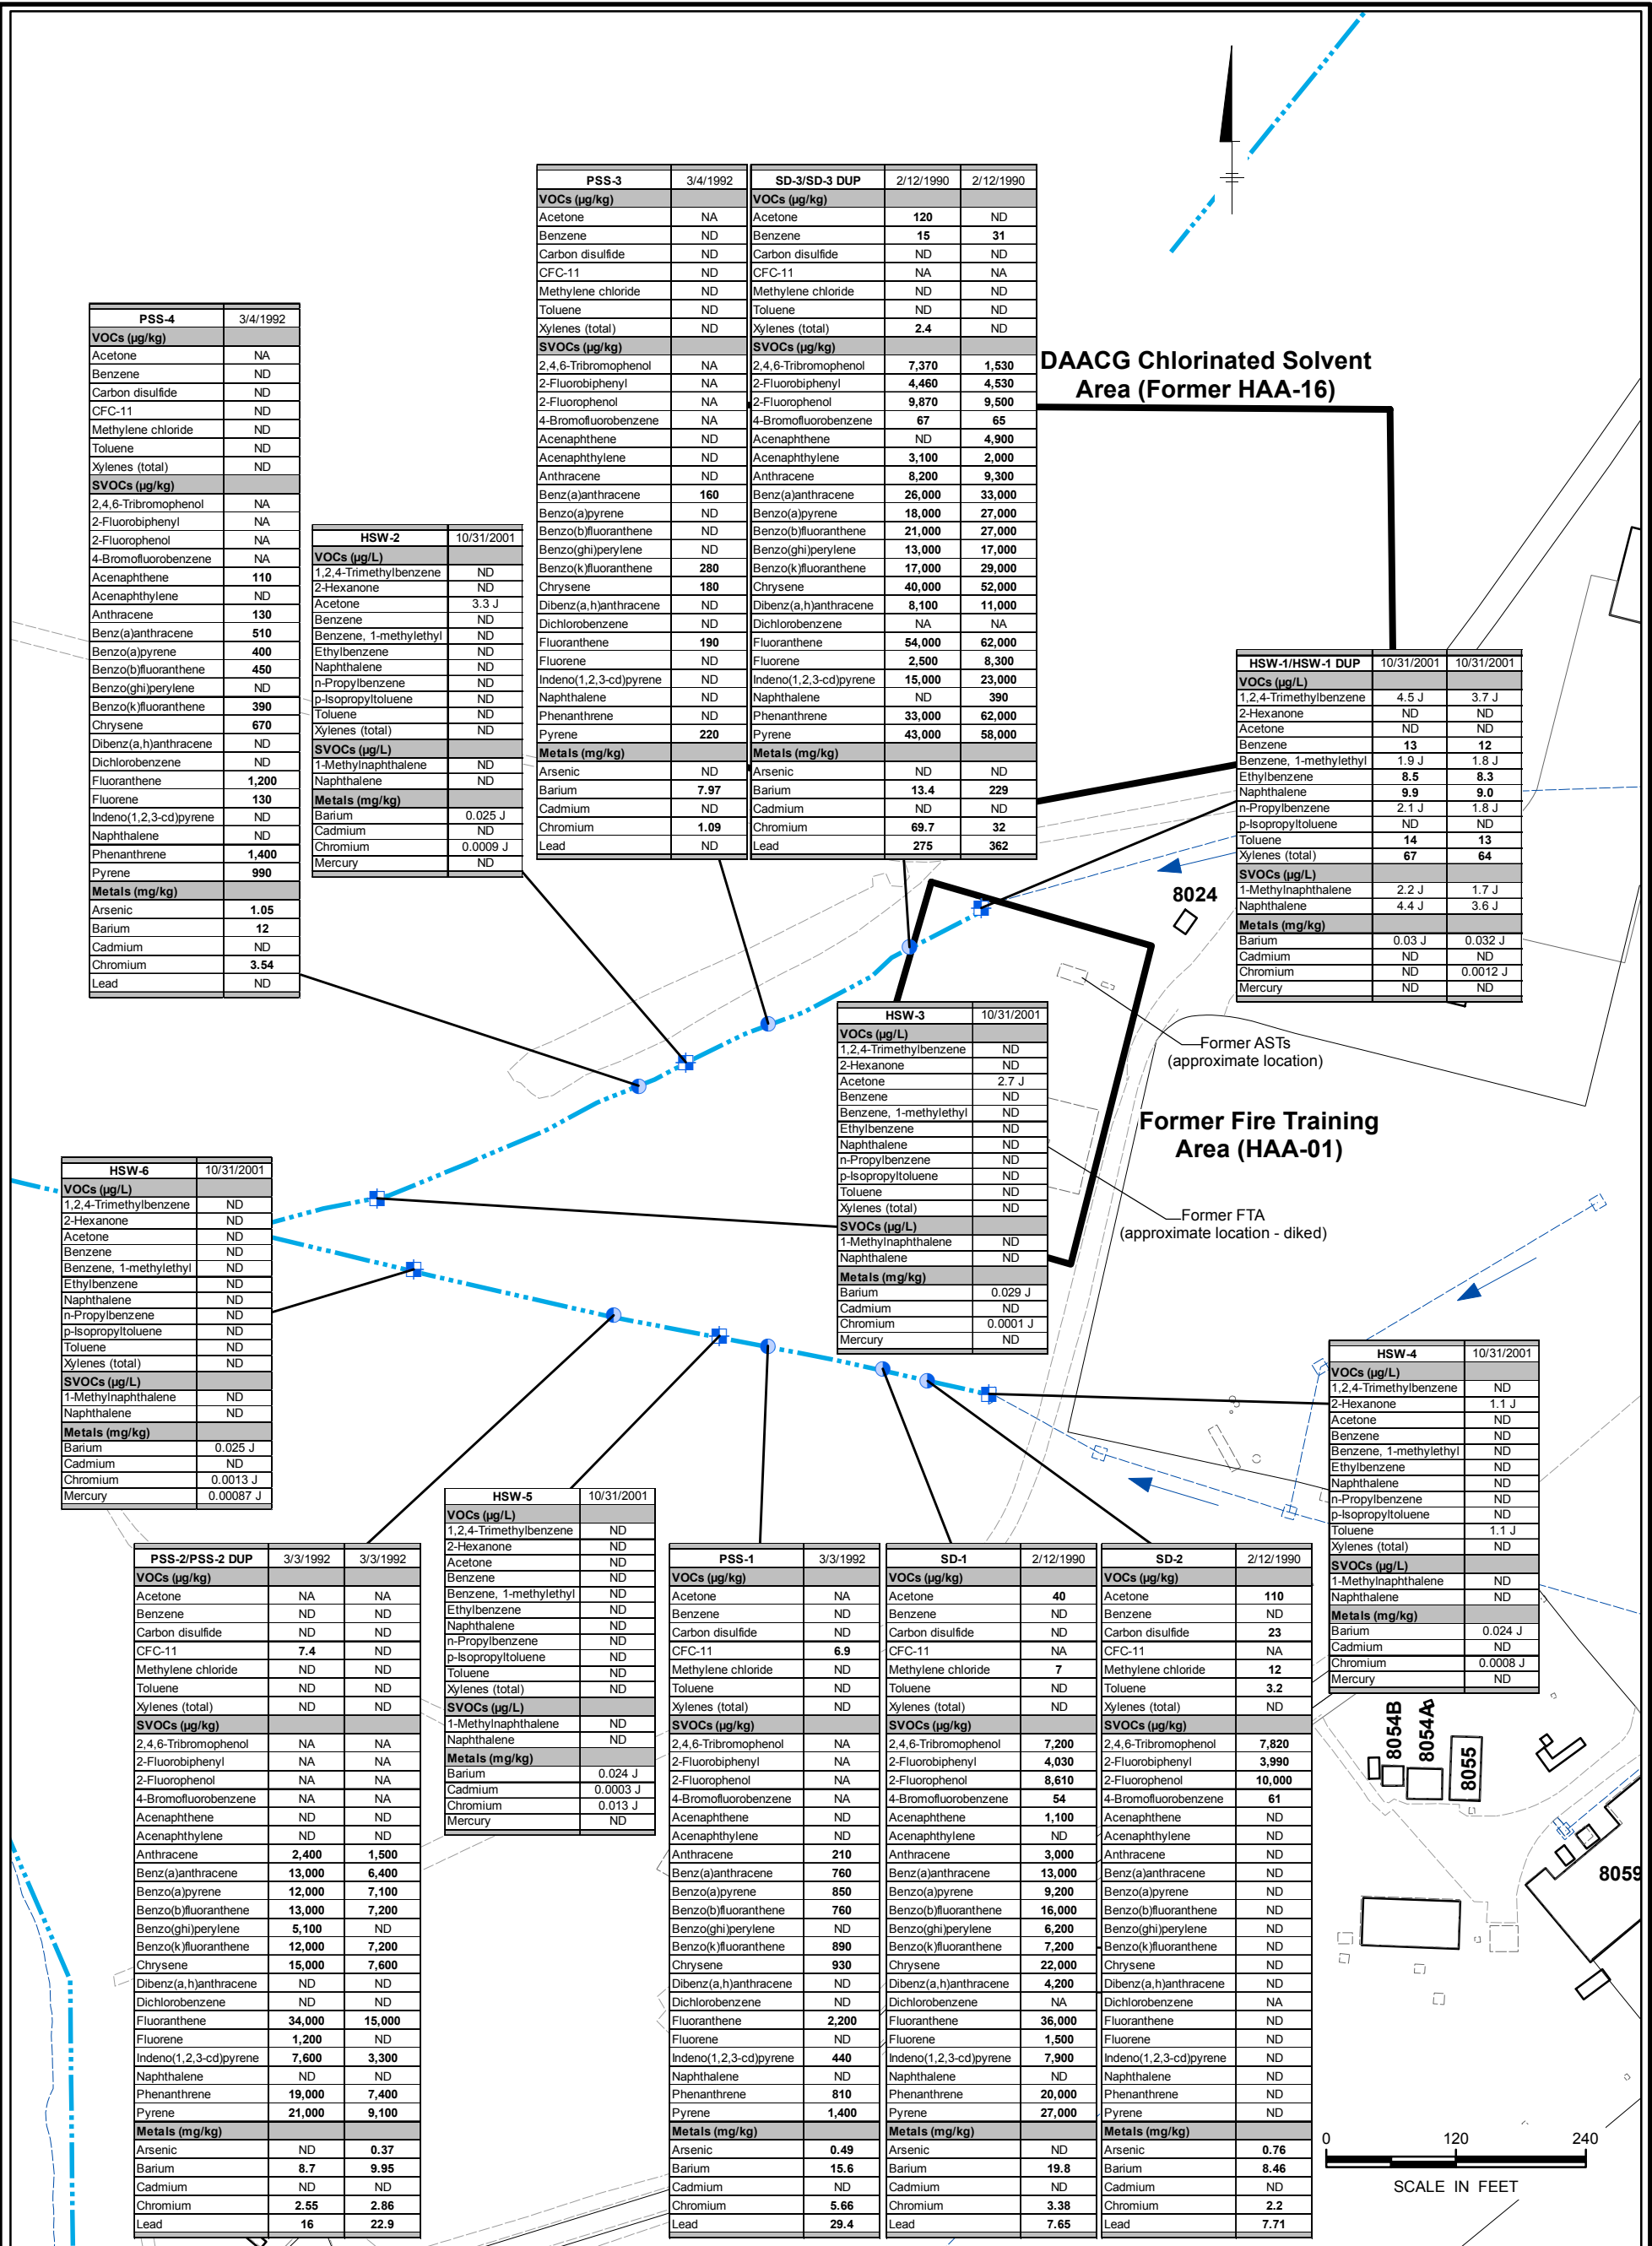 PSS-3 3/4/1992
VOCs (µg/kg)
Acetone NA
Benzene ND
Carbon disulfide ND
CFC-11 ND
Methylene chloride ND
Toluene ND
Xylenes (total) ND
SVOCs (µg/kg)
2,4,6-Tribromophenol NA
2-Fluorobiphenyl NA
2-Fluorophenol NA
4-Bromofluorobenzene NA
Acenaphthene ND
Acenaphthylene ND
Anthracene ND
Benz(a)anthracene 160
Benzo(a)pyrene ND
Benzo(b)fluoranthene ND
Benzo(ghi)perylene ND
Benzo(k)fluoranthene 280
Chrysene 180
Dibenz(a,h)anthracene ND
Dichlorobenzene ND
Fluoranthene 190
Fluorene ND
Indeno(1,2,3-cd)pyrene ND
Naphthalene ND
Phenanthrene ND
Pyrene 220
Metals (mg/kg)
Arsenic ND
Barium 7.97
Cadmium ND
Chromium 1.09
Lead ND
SD-3/SD-3 DUP 2/12/1990 2/12/1990
VOCs (µg/kg)
Acetone 120 ND
Benzene 15 31
Carbon disulfide ND ND
CFC-11 NA NA
Methylene chloride ND ND
Toluene ND ND
Xylenes (total) 2.4 ND
SVOCs (µg/kg)
2,4,6-Tribromophenol 7,370 1,530
2-Fluorobiphenyl 4,460 4,530
2-Fluorophenol 9,870 9,500
4-Bromofluorobenzene 67 65
Acenaphthene ND 4,900
Acenaphthylene 3,100 2,000
Anthracene 8,200 9,300
Benz(a)anthracene 26,000 33,000
Benzo(a)pyrene 18,000 27,000
Benzo(b)fluoranthene 21,000 27,000
Benzo(ghi)perylene 13,000 17,000
Benzo(k)fluoranthene 17,000 29,000
Chrysene 40,000 52,000
Dibenz(a,h)anthracene 8,100 11,000
Dichlorobenzene NA NA
Fluoranthene 54,000 62,000
Fluorene 2,500 8,300
Indeno(1,2,3-cd)pyrene 15,000 23,000
Naphthalene ND 390
Phenanthrene 33,000 62,000
Pyrene 43,000 58,000
Metals (mg/kg)
Arsenic ND ND
Barium 13.4 229
Cadmium ND ND
Chromium 69.7 32
Lead 275 362
DAACG Chlorinated Solvent
Area (Former HAA-16)
PSS-4 3/4/1992
VOCs (µg/kg)
Acetone NA
Benzene ND
Carbon disulfide ND
CFC-11 ND
Methylene chloride ND
Toluene ND
Xylenes (total) ND
SVOCs (µg/kg)
2,4,6-Tribromophenol NA
2-Fluorobiphenyl NA
2-Fluorophenol NA
4-Bromofluorobenzene NA
Acenaphthene 110
Acenaphthylene ND
Anthracene 130
Benz(a)anthracene 510
Benzo(a)pyrene 400
Benzo(b)fluoranthene 450
Benzo(ghi)perylene ND
Benzo(k)fluoranthene 390
Chrysene 670
Dibenz(a,h)anthracene ND
Dichlorobenzene ND
Fluoranthene 1,200
Fluorene 130
Indeno(1,2,3-cd)pyrene ND
Naphthalene ND
Phenanthrene 1,400
Pyrene 990
Metals (mg/kg)
Arsenic 1.05
Barium 12
Cadmium ND
Chromium 3.54
Lead ND
HSW-2 10/31/2001
VOCs (µg/L)
1,2,4-Trimethylbenzene ND
2-Hexanone ND
Acetone 3.3 J
Benzene ND
Benzene, 1-methylethyl ND
Ethylbenzene ND
Naphthalene ND
n-Propylbenzene ND
p-Isopropyltoluene ND
Toluene ND
Xylenes (total) ND
SVOCs (µg/L)
1-Methylnaphthalene ND
Naphthalene ND
Metals (mg/kg)
Barium 0.025 J
Cadmium ND
Chromium 0.0009 J
Mercury ND
HSW-1/HSW-1 DUP 10/31/2001 10/31/2001
VOCs (µg/L)
1,2,4-Trimethylbenzene 4.5 J 3.7 J
2-Hexanone ND ND
Acetone ND ND
Benzene 13 12
Benzene, 1-methylethyl 1.9 J 1.8 J
Ethylbenzene 8.5 8.3
Naphthalene 9.9 9.0
n-Propylbenzene 2.1 J 1.8 J
p-Isopropyltoluene ND ND
Toluene 14 13
Xylenes (total) 67 64
SVOCs (µg/L)
1-Methylnaphthalene 2.2 J 1.7 J
Naphthalene 4.4 J 3.6 J
Metals (mg/kg)
Barium 0.03 J 0.032 J
Cadmium ND ND
Chromium ND 0.0012 J
Mercury ND ND
8024
HSW-3 10/31/2001
VOCs (µg/L)
1,2,4-Trimethylbenzene ND
2-Hexanone ND
Acetone 2.7 J
Benzene ND
Benzene, 1-methylethyl ND
Ethylbenzene ND
Naphthalene ND
n-Propylbenzene ND
p-Isopropyltoluene ND
Toluene ND
Xylenes (total) ND
SVOCs (µg/L)
1-Methylnaphthalene ND
Naphthalene ND
Metals (mg/kg)
Barium 0.029 J
Cadmium ND
Chromium 0.0001 J
Mercury ND
Former ASTs
(approximate location)
Former Fire Training
Area (HAA-01)
Former FTA
(approximate location - diked)
HSW-6 10/31/2001
VOCs (µg/L)
1,2,4-Trimethylbenzene ND
2-Hexanone ND
Acetone ND
Benzene ND
Benzene, 1-methylethyl ND
Ethylbenzene ND
Naphthalene ND
n-Propylbenzene ND
p-Isopropyltoluene ND
Toluene ND
Xylenes (total) ND
SVOCs (µg/L)
1-Methylnaphthalene ND
Naphthalene ND
Metals (mg/kg)
Barium 0.025 J
Cadmium ND
Chromium 0.0013 J
Mercury 0.00087 J
HSW-4 10/31/2001
VOCs (µg/L)
1,2,4-Trimethylbenzene ND
2-Hexanone 1.1 J
Acetone ND
Benzene ND
Benzene, 1-methylethyl ND
Ethylbenzene ND
Naphthalene ND
n-Propylbenzene ND
p-Isopropyltoluene ND
Toluene 1.1 J
Xylenes (total) ND
SVOCs (µg/L)
1-Methylnaphthalene ND
Naphthalene ND
Metals (mg/kg)
Barium 0.024 J
Cadmium ND
Chromium 0.0008 J
Mercury ND
PSS-2/PSS-2 DUP 3/3/1992 3/3/1992
VOCs (µg/kg)
Acetone NA NA
Benzene ND ND
Carbon disulfide ND ND
CFC-11 7.4 ND
Methylene chloride ND ND
Toluene ND ND
Xylenes (total) ND ND
SVOCs (µg/kg)
2,4,6-Tribromophenol NA NA
2-Fluorobiphenyl NA NA
2-Fluorophenol NA NA
4-Bromofluorobenzene NA NA
Acenaphthene ND ND
Acenaphthylene ND ND
Anthracene 2,400 1,500
Benz(a)anthracene 13,000 6,400
Benzo(a)pyrene 12,000 7,100
Benzo(b)fluoranthene 13,000 7,200
Benzo(ghi)perylene 5,100 ND
Benzo(k)fluoranthene 12,000 7,200
Chrysene 15,000 7,600
Dibenz(a,h)anthracene ND ND
Dichlorobenzene ND ND
Fluoranthene 34,000 15,000
Fluorene 1,200 ND
Indeno(1,2,3-cd)pyrene 7,600 3,300
Naphthalene ND ND
Phenanthrene 19,000 7,400
Pyrene 21,000 9,100
Metals (mg/kg)
Arsenic ND 0.37
Barium 8.7 9.95
Cadmium ND ND
Chromium 2.55 2.86
Lead 16 22.9
HSW-5 10/31/2001
VOCs (µg/L)
1,2,4-Trimethylbenzene ND
2-Hexanone ND
Acetone ND
Benzene ND
Benzene, 1-methylethyl ND
Ethylbenzene ND
Naphthalene ND
n-Propylbenzene ND
p-Isopropyltoluene ND
Toluene ND
Xylenes (total) ND
SVOCs (µg/L)
1-Methylnaphthalene ND
Naphthalene ND
Metals (mg/kg)
Barium 0.024 J
Cadmium 0.0003 J
Chromium 0.013 J
Mercury ND
PSS-1 3/3/1992
VOCs (µg/kg)
Acetone NA
Benzene ND
Carbon disulfide ND
CFC-11 6.9
Methylene chloride ND
Toluene ND
Xylenes (total) ND
SVOCs (µg/kg)
2,4,6-Tribromophenol NA
2-Fluorobiphenyl NA
2-Fluorophenol NA
4-Bromofluorobenzene NA
Acenaphthene ND
Acenaphthylene ND
Anthracene 210
Benz(a)anthracene 760
Benzo(a)pyrene 850
Benzo(b)fluoranthene 760
Benzo(ghi)perylene ND
Benzo(k)fluoranthene 890
Chrysene 930
Dibenz(a,h)anthracene ND
Dichlorobenzene ND
Fluoranthene 2,200
Fluorene ND
Indeno(1,2,3-cd)pyrene 440
Naphthalene ND
Phenanthrene 810
Pyrene 1,400
Metals (mg/kg)
Arsenic 0.49
Barium 15.6
Cadmium ND
Chromium 5.66
Lead 29.4
SD-1 2/12/1990
VOCs (µg/kg)
Acetone 40
Benzene ND
Carbon disulfide ND
CFC-11 NA
Methylene chloride 7
Toluene ND
Xylenes (total) ND
SVOCs (µg/kg)
2,4,6-Tribromophenol 7,200
2-Fluorobiphenyl 4,030
2-Fluorophenol 8,610
4-Bromofluorobenzene 54
Acenaphthene 1,100
Acenaphthylene ND
Anthracene 3,000
Benz(a)anthracene 13,000
Benzo(a)pyrene 9,200
Benzo(b)fluoranthene 16,000
Benzo(ghi)perylene 6,200
Benzo(k)fluoranthene 7,200
Chrysene 22,000
Dibenz(a,h)anthracene 4,200
Dichlorobenzene NA
Fluoranthene 36,000
Fluorene 1,500
Indeno(1,2,3-cd)pyrene 7,900
Naphthalene ND
Phenanthrene 20,000
Pyrene 27,000
Metals (mg/kg)
Arsenic ND
Barium 19.8
Cadmium ND
Chromium 3.38
Lead 7.65
SD-2 2/12/1990
VOCs (µg/kg)
Acetone 110
Benzene ND
Carbon disulfide 23
CFC-11 NA
Methylene chloride 12
Toluene 3.2
Xylenes (total) ND
SVOCs (µg/kg)
2,4,6-Tribromophenol 7,820
2-Fluorobiphenyl 3,990
2-Fluorophenol 10,000
4-Bromofluorobenzene 61
Acenaphthene ND
Acenaphthylene ND
Anthracene ND
Benz(a)anthracene ND
Benzo(a)pyrene ND
Benzo(b)fluoranthene ND
Benzo(ghi)perylene ND
Benzo(k)fluoranthene ND
Chrysene ND
Dibenz(a,h)anthracene ND
Dichlorobenzene NA
Fluoranthene ND
Fluorene ND
Indeno(1,2,3-cd)pyrene ND
Naphthalene ND
Phenanthrene ND
Pyrene ND
Metals (mg/kg)
Arsenic 0.76
Barium 8.46
Cadmium ND
Chromium 2.2
Lead 7.71
8054B
8054A
8055
8059
0 120 240
SCALE IN FEET